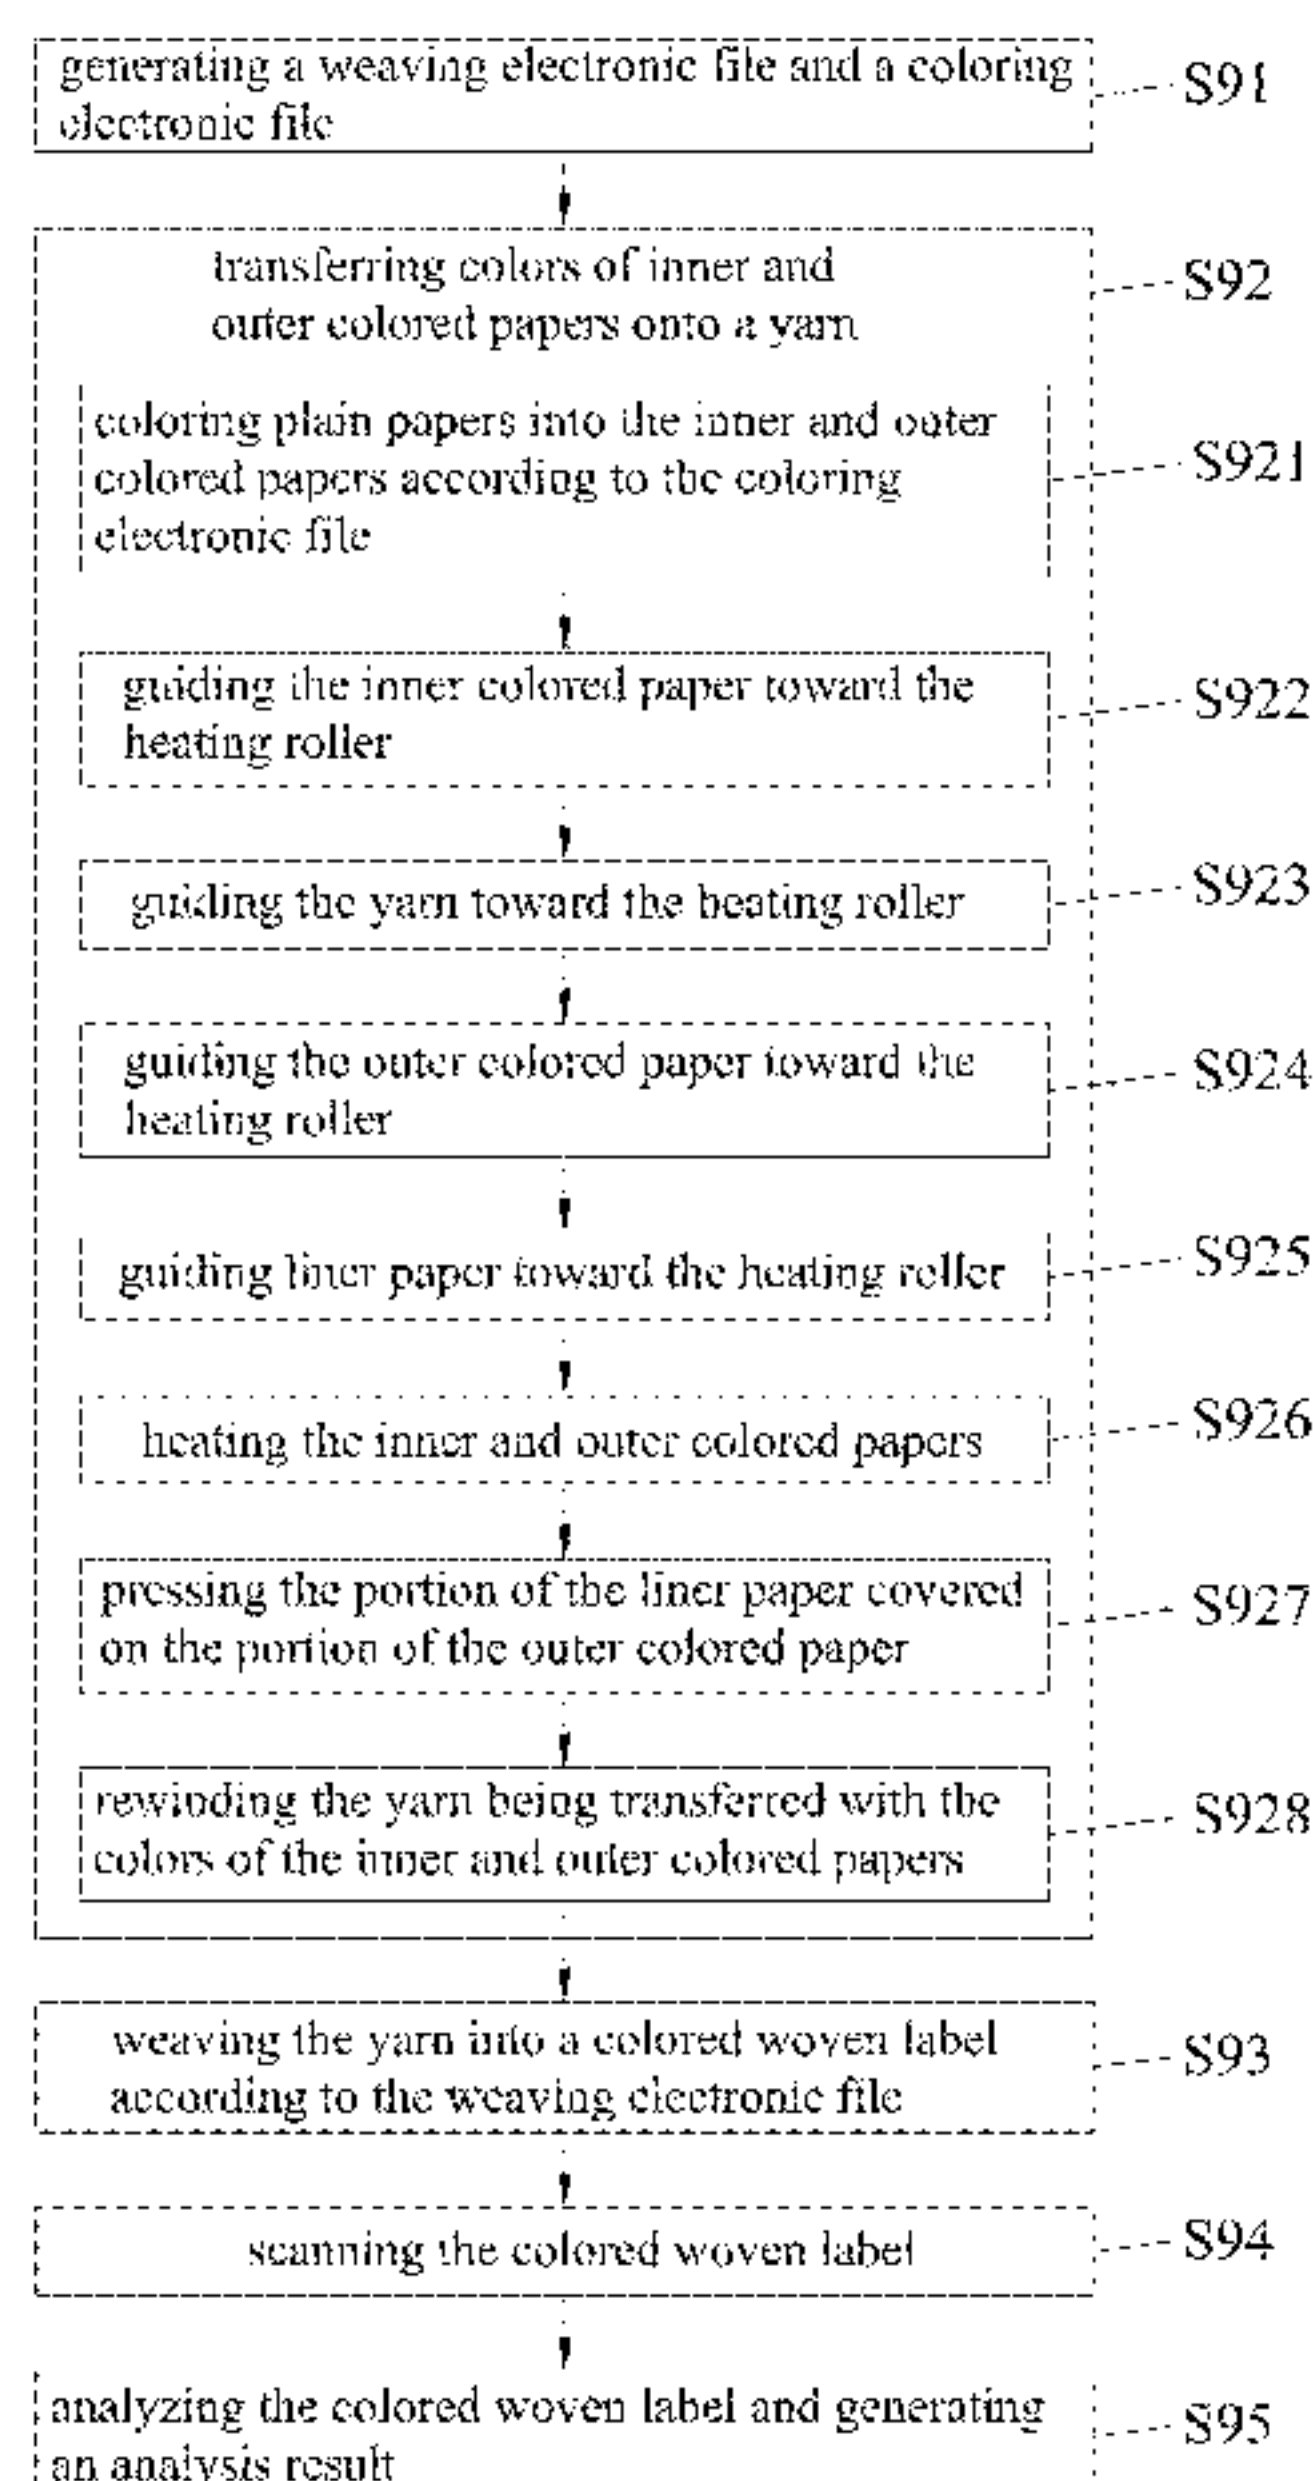 generating a weaving electronic file and a coloring
electronic file
S91
transferring colors of inner and
outer colored papers onto a yarn
S92
coloring plain papers into the inner and outer
colored papers according to the coloring
electronic file
S921
guiding the inner colored paper toward the
heating roller
S922
guiding the yarn toward the heating roller
S923
guiding the outer colored paper toward the
heating roller
S924
guiding liner paper toward the heating roller
S925
heating the inner and outer colored papers
S926
pressing the portion of the liner paper covered
on the portion of the outer colored paper
S927
rewinding the yarn being transferred with the
colors of the inner and outer colored papers
S928
weaving the yarn into a colored woven label
according to the weaving electronic file
S93
scanning the colored woven label
S94
analyzing the colored woven label and generating
an analysis result
S95